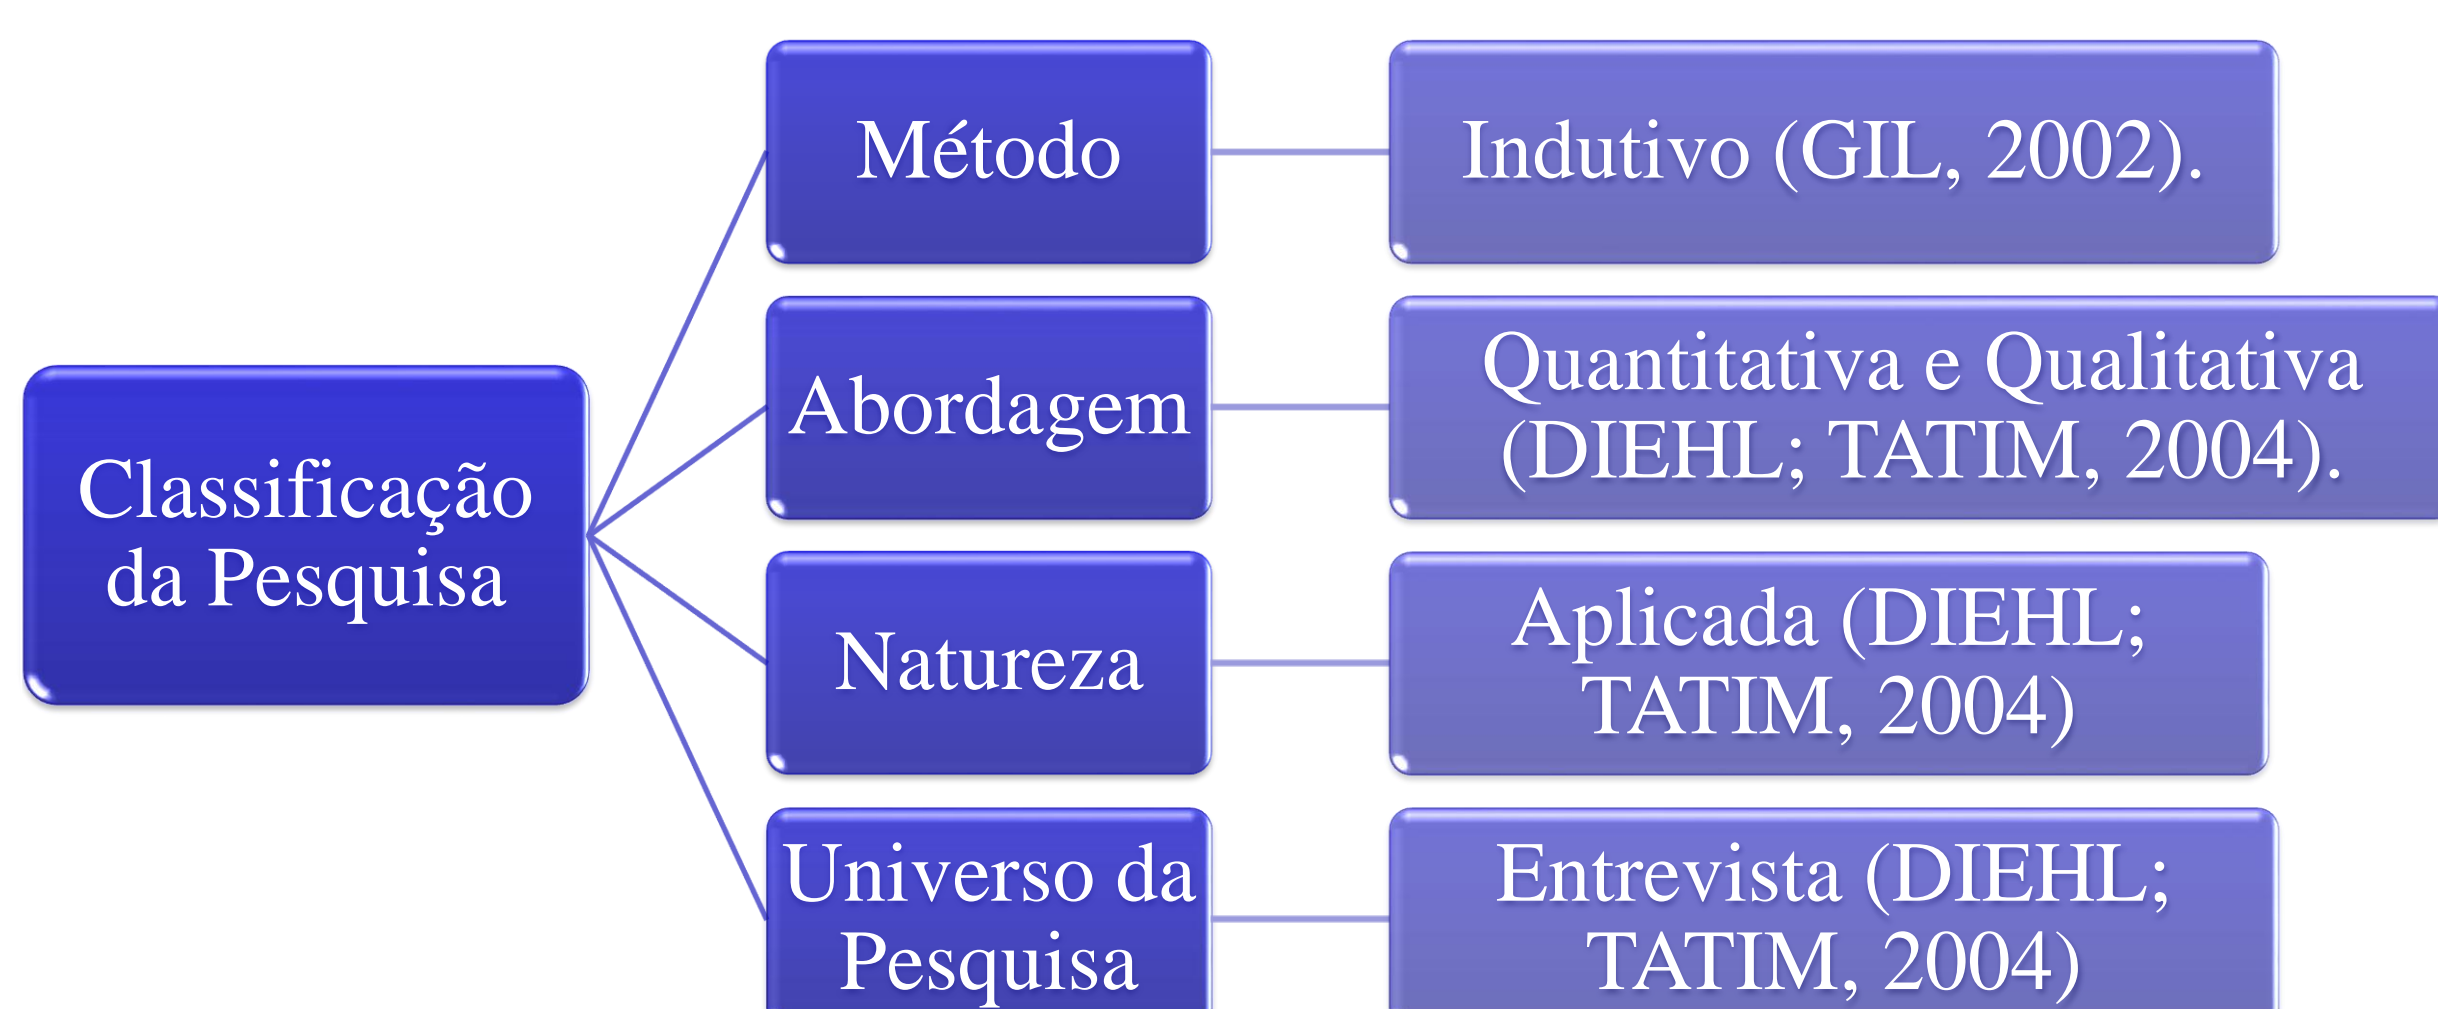 Classificação
da Pesquisa
Método
Indutivo (GIL, 2002).
Abordagem
Quantitativa e Qualitativa
(DIEHL; TATIM, 2004).
Natureza
Aplicada (DIEHL;
TATIM, 2004)
Universo da
Pesquisa
Entrevista (DIEHL;
TATIM, 2004)